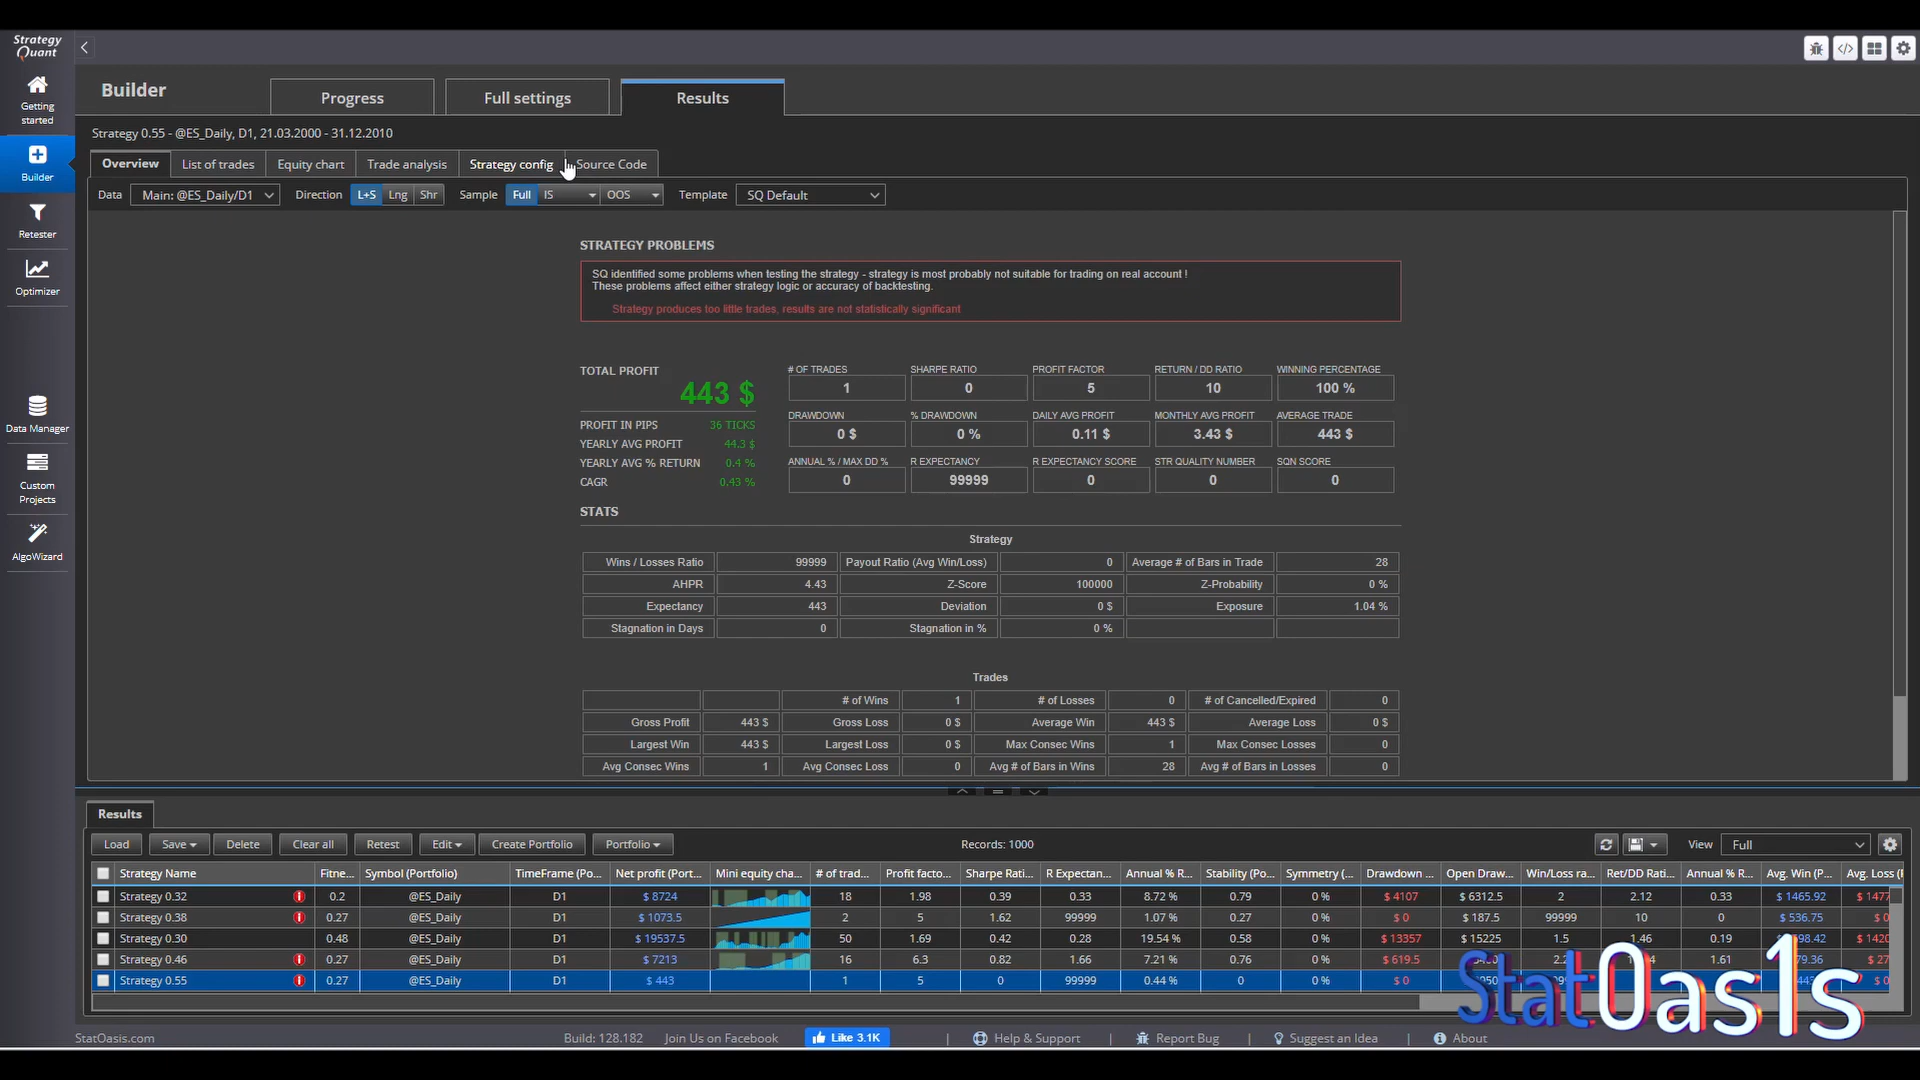 Strategy
Quant
Getting
started
Builder
Retester
Optimizer
Data Manager
Custom
Projects
AlgoWizard
Builder
Progress
Full settings
Results
Strategy 0.55 - @ES_Daily, D1, 21.03.2000 - 31.12.2010
Overview List of trades Equity chart Trade analysis Strategy config Source Code
Data Main: @ES_Daily/D1 Direction L+S Lng Shr Sample Full IS OOS Template SQ Default
STRATEGY PROBLEMS
SQ identified some problems when testing the strategy - strategy is most probably not suitable for trading on real account !
These problems affect either strategy logic or accuracy of backtesting.
Strategy produces too little trades, results are not statistically significant
TOTAL PROFIT
443 $
PROFIT IN PIPS 36 TICKS
YEARLY AVG PROFIT 44.3 $
YEARLY AVG % RETURN 0.4 %
CAGR 0.43 %
# OF TRADES SHARPE RATIO PROFIT FACTOR RETURN / DD RATIO WINNING PERCENTAGE
1 0 5 10 100 %
DRAWDOWN % DRAWDOWN DAILY AVG PROFIT MONTHLY AVG PROFIT AVERAGE TRADE
0 $ 0 % 0.11 $ 3.43 $ 443 $
ANNUAL % / MAX DD % R EXPECTANCY R EXPECTANCY SCORE STR QUALITY NUMBER SQN SCORE
0 99999 0 0 0
STATS
Strategy
Wins / Losses Ratio 99999 Payout Ratio (Avg Win/Loss) 0 Average # of Bars in Trade 28
AHPR 4.43 Z-Score 100000 Z-Probability 0 %
Expectancy 443 Deviation 0 $ Exposure 1.04 %
Stagnation in Days 0 Stagnation in % 0 %
Trades
# of Wins 1 # of Losses 0 # of Cancelled/Expired 0
Gross Profit 443 $ Gross Loss 0 $ Average Win 443 $ Average Loss 0 $
Largest Win 443 $ Largest Loss 0 $ Max Consec Wins 1 Max Consec Losses 0
Avg Consec Wins 1 Avg Consec Loss 0 Avg # of Bars in Wins 28 Avg # of Bars in Losses 0
Results
Load Save Delete Clear all Retest Edit Create Portfolio Portfolio Records: 1000 View Full
Strategy Name Fitne... Symbol (Portfolio) TimeFrame (Po... Net profit (Port... Mini equity cha... # of trad... Profit facto... Sharpe Rati... R Expectan... Annual % R... Stability (Po... Symmetry (... Drawdown ... Open Draw... Win/Loss ra... Ret/DD Rati... Annual % R... Avg. Win (P... Avg. Loss (
Strategy 0.32 0.2 @ES_Daily D1 $ 8724 18 1.98 0.39 0.33 8.72 % 0.79 0 % $ 4107 $ 6312.5 2 2.12 0.33 $ 1465.92 $ 1477
Strategy 0.38 0.27 @ES_Daily D1 $ 1073.5 2 5 1.62 99999 1.07 % 0.27 0 % $ 0 $ 187.5 99999 10 0 $ 536.75 $ 0
Strategy 0.30 0.48 @ES_Daily D1 $ 19537.5 50 1.69 0.42 0.28 19.54 % 0.58 0 % $ 13357 $ 15225 1.5 1.46 0.19 98.42 $ 1420
Strategy 0.46 0.27 @ES_Daily D1 $ 7213 16 6.3 0.82 1.66 7.21 % 0.76 0 % $ 619.5 1.61 79.36 $ 27
Strategy 0.55 0.27 @ES_Daily D1 $ 443 1 5 0 99999 0.44 % 0 0 % $ 0
StatOas1s
StatOasis.com Build: 128.182 Join Us on Facebook Like 3.1K | Help & Support | Report Bug | Suggest an Idea | About